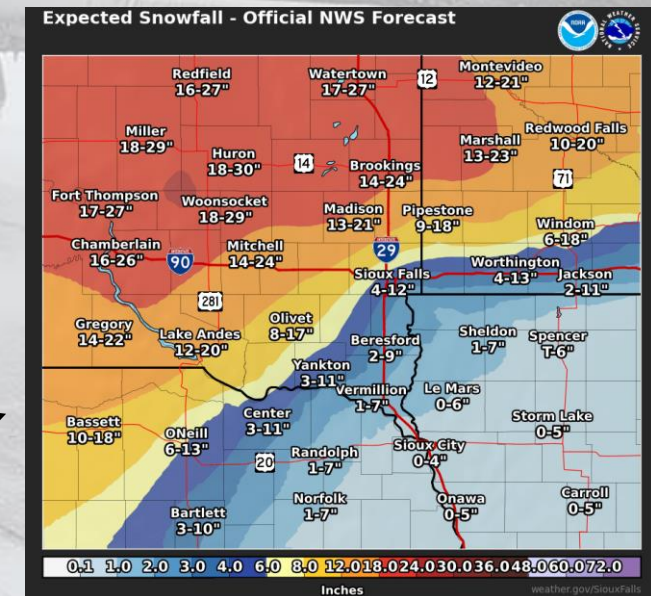 Expected Snowfall - Official NWS Forecast
NOAA
NATIONAL WEATHER SERVICE
Redfield
16-27"
Watertown
17-27"
12
Montevideo
12-21"
Miller
18-29"
Huron
18-30"
14
Brookings
14-24"
Marshall
13-23"
Redwood Falls
10-20"
71
Fort Thompson
17-27"
Woonsocket
18-29"
Madison
13-21"
Pipestone
9-18"
Windom
6-18"
Chamberlain
16-26"
90
Mitchell
14-24"
29
Sioux Falls
4-12"
Worthington
4-13"
Jackson
2-11"
281
Gregory
14-22"
Lake Andes
12-20"
Olivet
8-17"
Beresford
2-9"
Sheldon
1-7"
Spencer
T-6"
Yankton
3-11"
Vermillion
1-7"
Le Mars
0-6"
Bassett
10-18"
ONeill
6-13"
Center
3-11"
Storm Lake
0-5"
20
Randolph
1-7"
Sioux City
0-4"
Bartlett
3-10"
Norfolk
1-7"
Onawa
0-5"
Carroll
0-5"
0.1 1.0 2.0 3.0 4.0 6.0 8.0 12.0 18.0 24.0 30.0 36.0 48.0 60.0 72.0
Inches
weather.gov/SiouxFalls